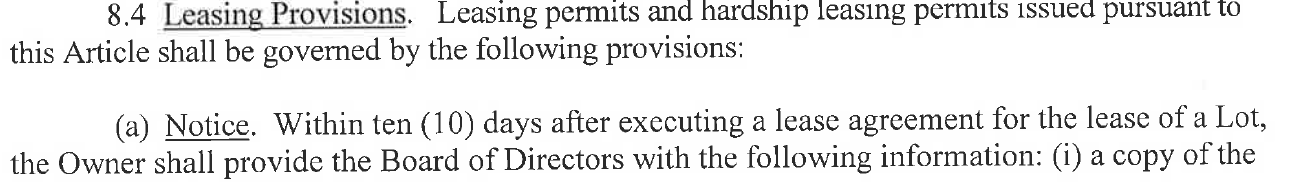 8.4 Leasing Provisions. Leasing permits and hardship leasing permits issued pursuant to
this Article shall be governed by the following provisions:
(a) Notice. Within ten (10) days after executing a lease agreement for the lease of a Lot,
the Owner shall provide the Board of Directors with the following information: (i) a copy of the